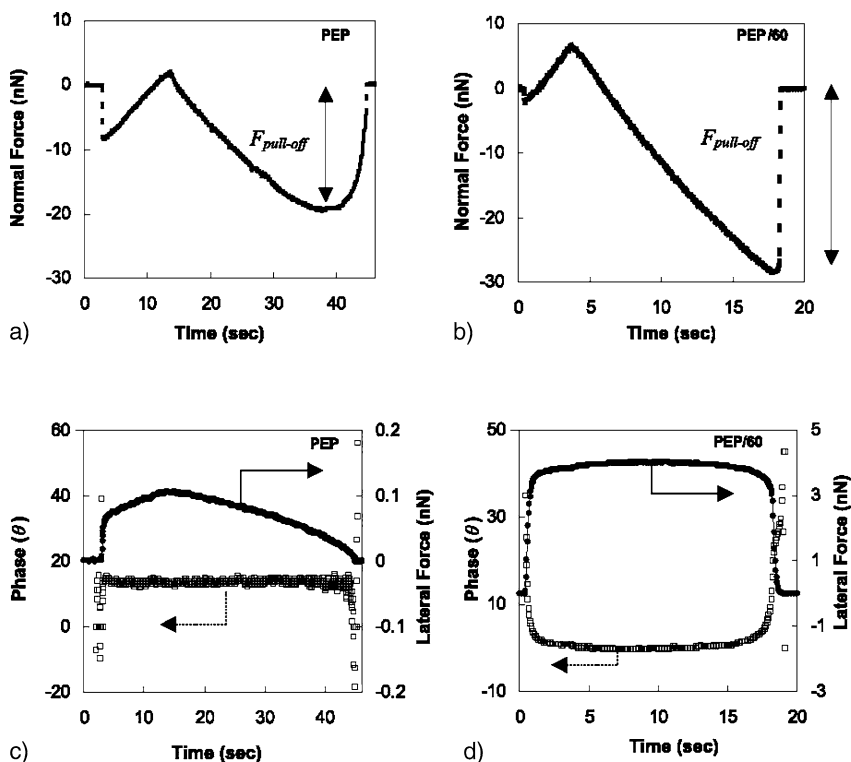 PEP
10
0
-10
-20
-30
Normal Force (nN)
F pull-off
0 10 20 30 40
Time (sec)
a)
PEP/60
10
0
-10
-20
-30
Normal Force (nN)
F pull-off
0 5 10 15 20
Time (sec)
b)
PEP
60
40
20
0
-20
Phase (θ)
0.2
0.1
0
-0.1
-0.2
Lateral Force (nN)
0 10 20 30 40
Time (sec)
c)
PEP/60
50
30
10
-10
Phase (θ)
5
3
1
-1
-3
Lateral Force (nN)
0 5 10 15 20
Time (sec)
d)